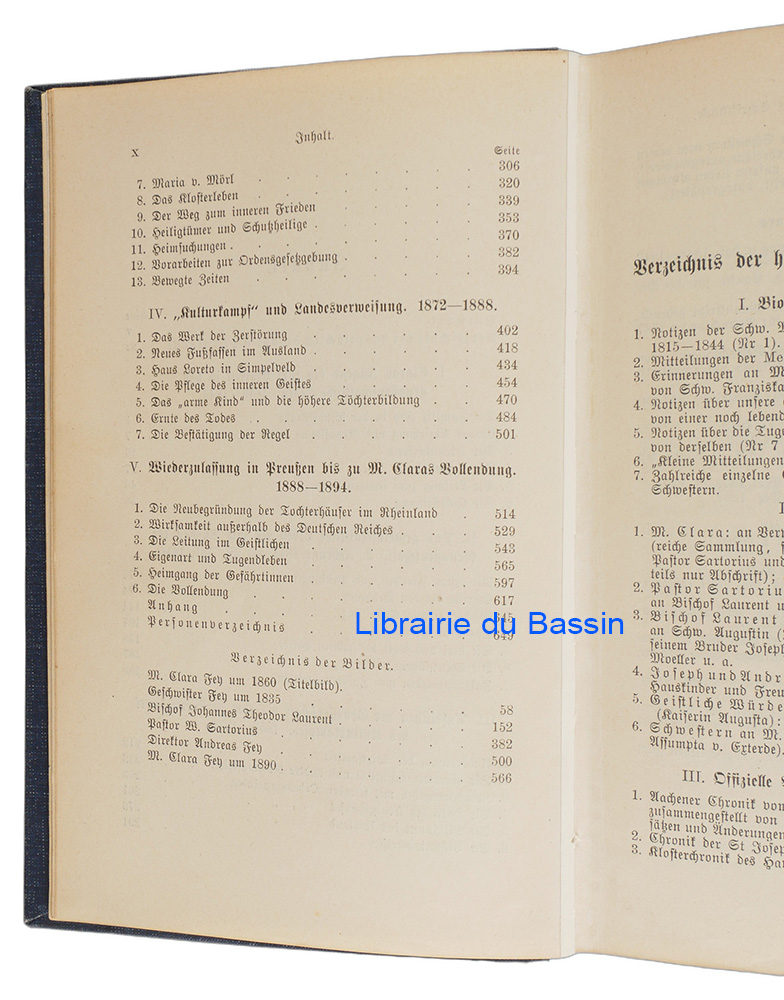 Inhalt.
X
Seite
7. Maria v. Mörl . . . . . . . 306
8. Das Klosterleben . . . . . . . 320
9. Der Weg zum inneren Frieden . . . . . 339
10. Heiligtümer und Schutzheilige . . . . . . 353
11. Heimsuchungen . . . . . . . . 370
12. Vorarbeiten zur Ordensgesetzgebung . . . . . 382
13. Bewegte Zeiten . . . . . . . 394
IV. „Kulturkampf“ und Landesverweisung. 1872—1888.
1. Das Werk der Zerstörung . . . . . . 402
2. Neues Fußfassen im Ausland . . . . . . 418
3. Haus Loreto in Simpelveld . . . . . . 434
4. Die Pflege des inneren Geistes . . . . . . 454
5. Das „arme Kind“ und die höhere Töchterbildung . . 470
6. Ernte des Todes . . . . . . . . 484
7. Die Bestätigung der Regel . . . . . . 501
V. Wiederzulassung in Preußen bis zu M. Claras Vollendung.
1888—1894.
1. Die Neubegründung der Töchterhäuser im Rheinland . 514
2. Wirksamkeit außerhalb des Deutschen Reiches . . . 529
3. Die Leitung im Geistlichen . . . . . . 543
4. Eigenart und Tugendleben . . . . . . 565
5. Heimgang der Gefährtinnen . . . . . . 597
6. Die Vollendung . . . . . . . 617
Anhang . . . . . . . . 645
Personenverzeichnis . . . . . . . 649
Librairie du Bassin
Verzeichnis der Bilder.
M. Clara Fey um 1860 (Titelbild).
Geschwister Fey um 1835 . . . . . . 58
Bischof Johannes Theodor Laurent . . . . . 152
Pastor W. Sartorius . . . . . . . 382
Direktor Andreas Fey . . . . . . . 500
M. Clara Fey um 1890 . . . . . . . 566
Verzeichnis der h
I. Bio
1. Notizen der Schw. M
1815—1844 (Nr 1).
2. Mitteilungen der Me
3. Erinnerungen an M
von Schw. Franziska
4. Notizen über unsere
von einer noch lebend
5. Notizen über die Tuge
von derselben (Nr 7
6. „Kleine Mitteilungen
7. Zahlreiche einzelne
Schwestern.
I
1. M. Clara: an Verw
(reiche Sammlung, s
Pastor Sartorius und
teils nur Abschrift);
2. Pastor Sartoriu
an Bischof Laurent u
3. Bischof Laurent
an Schw. Augustin (
seinem Bruder Joseph
Moeller u. a.
4. Joseph und Andr
Hauskinder und Freu
5. Geistliche Würde
(Kaiserin Augusta):
6. Schwestern an M.
Assumpta v. Exterde).
III. Offizielle
1. Aachener Chronik von
zusammengestellt von
sätzen und Änderungen
2. Chronik der St Josep
3. Klosterchronik des Hau